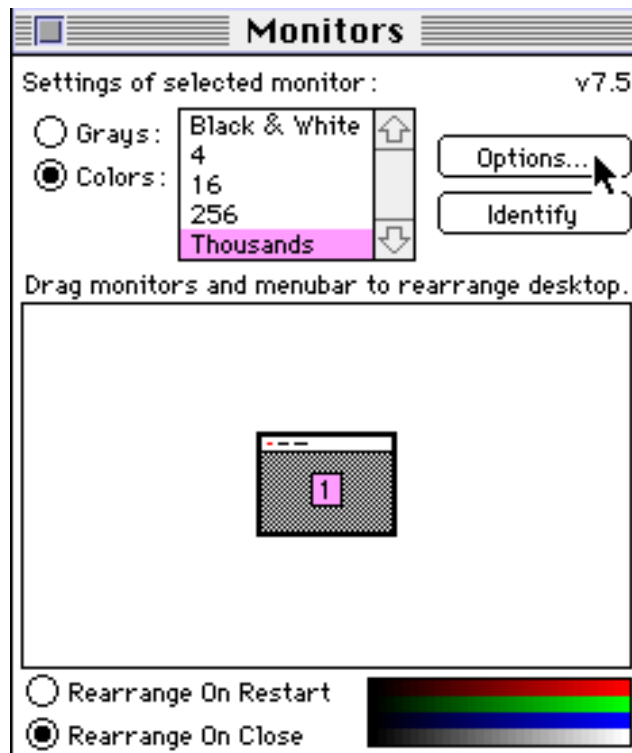 Monitors
Settings of selected monitor: v7.5
Grays:
Colors:
Black & White
4
16
256
Thousands
Options...
Identify
Drag monitors and menubar to rearrange desktop.
1
Rearrange On Restart
Rearrange On Close